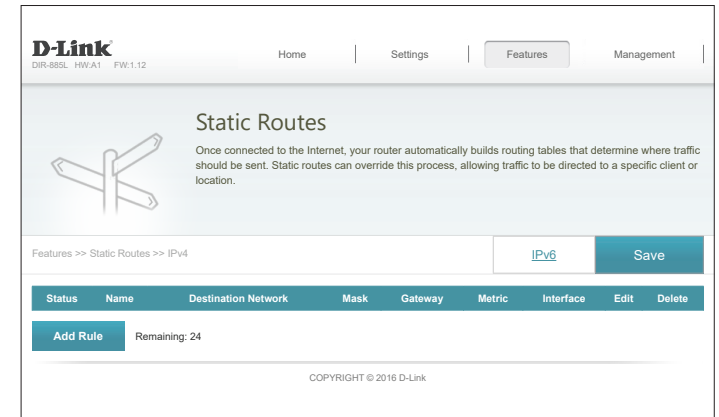 D-Link
DIR-885L HW:A1 FW:1.12
Home
Settings
Features
Management
Static Routes
Once connected to the Internet, your router automatically builds routing tables that determine where traffic
should be sent. Static routes can override this process, allowing traffic to be directed to a specific client or
location.
Features >> Static Routes >> IPv4
IPv6
Save
Status Name Destination Network Mask Gateway Metric Interface Edit Delete
Add Rule
Remaining: 24
COPYRIGHT © 2016 D-Link